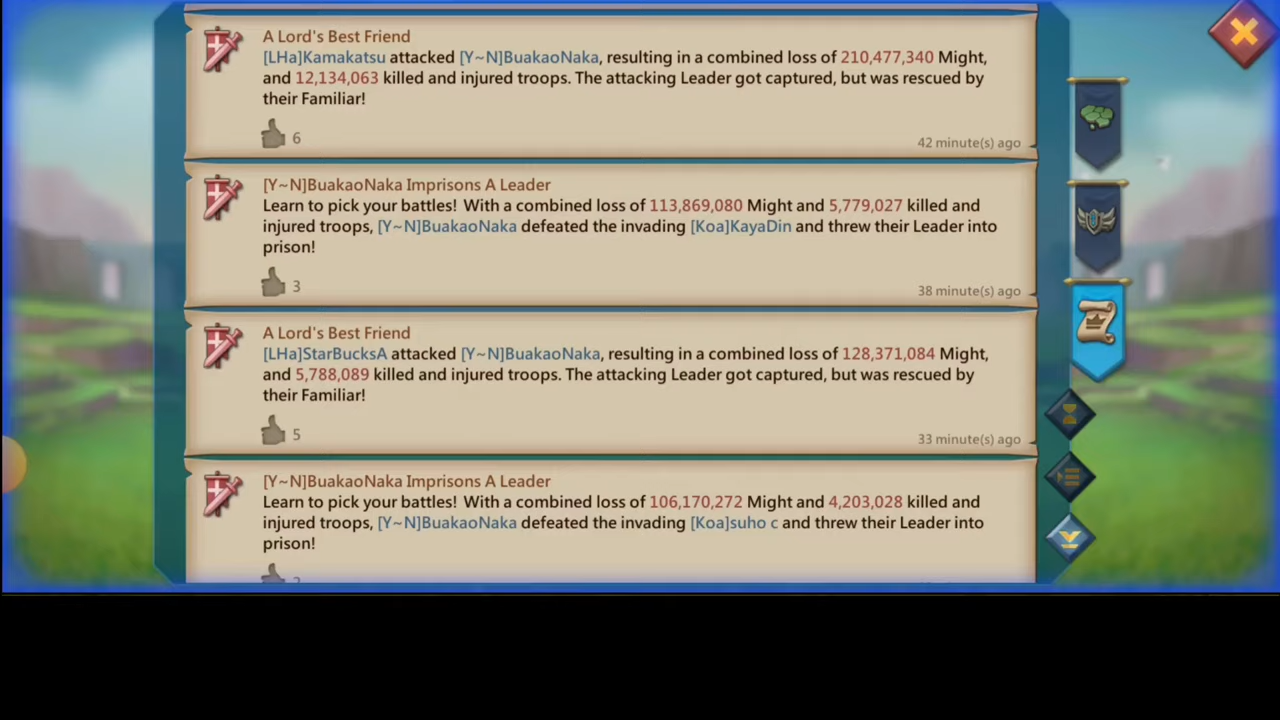 A Lord's Best Friend
[LHa]Kamakatsu attacked [Y~N]BuakaoNaka, resulting in a combined loss of 210,477,340 Might,
and 12,134,063 killed and injured troops. The attacking Leader got captured, but was rescued by
their Familiar!
6
42 minute(s) ago
[Y~N]BuakaoNaka Imprisons A Leader
Learn to pick your battles! With a combined loss of 113,869,080 Might and 5,779,027 killed and
injured troops, [Y~N]BuakaoNaka defeated the invading [Koa]KayaDin and threw their Leader into
prison!
3
38 minute(s) ago
A Lord's Best Friend
[LHa]StarBucksA attacked [Y~N]BuakaoNaka, resulting in a combined loss of 128,371,084 Might,
and 5,788,089 killed and injured troops. The attacking Leader got captured, but was rescued by
their Familiar!
5
33 minute(s) ago
[Y~N]BuakaoNaka Imprisons A Leader
Learn to pick your battles! With a combined loss of 106,170,272 Might and 4,203,028 killed and
injured troops, [Y~N]BuakaoNaka defeated the invading [Koa]suho c and threw their Leader into
prison!